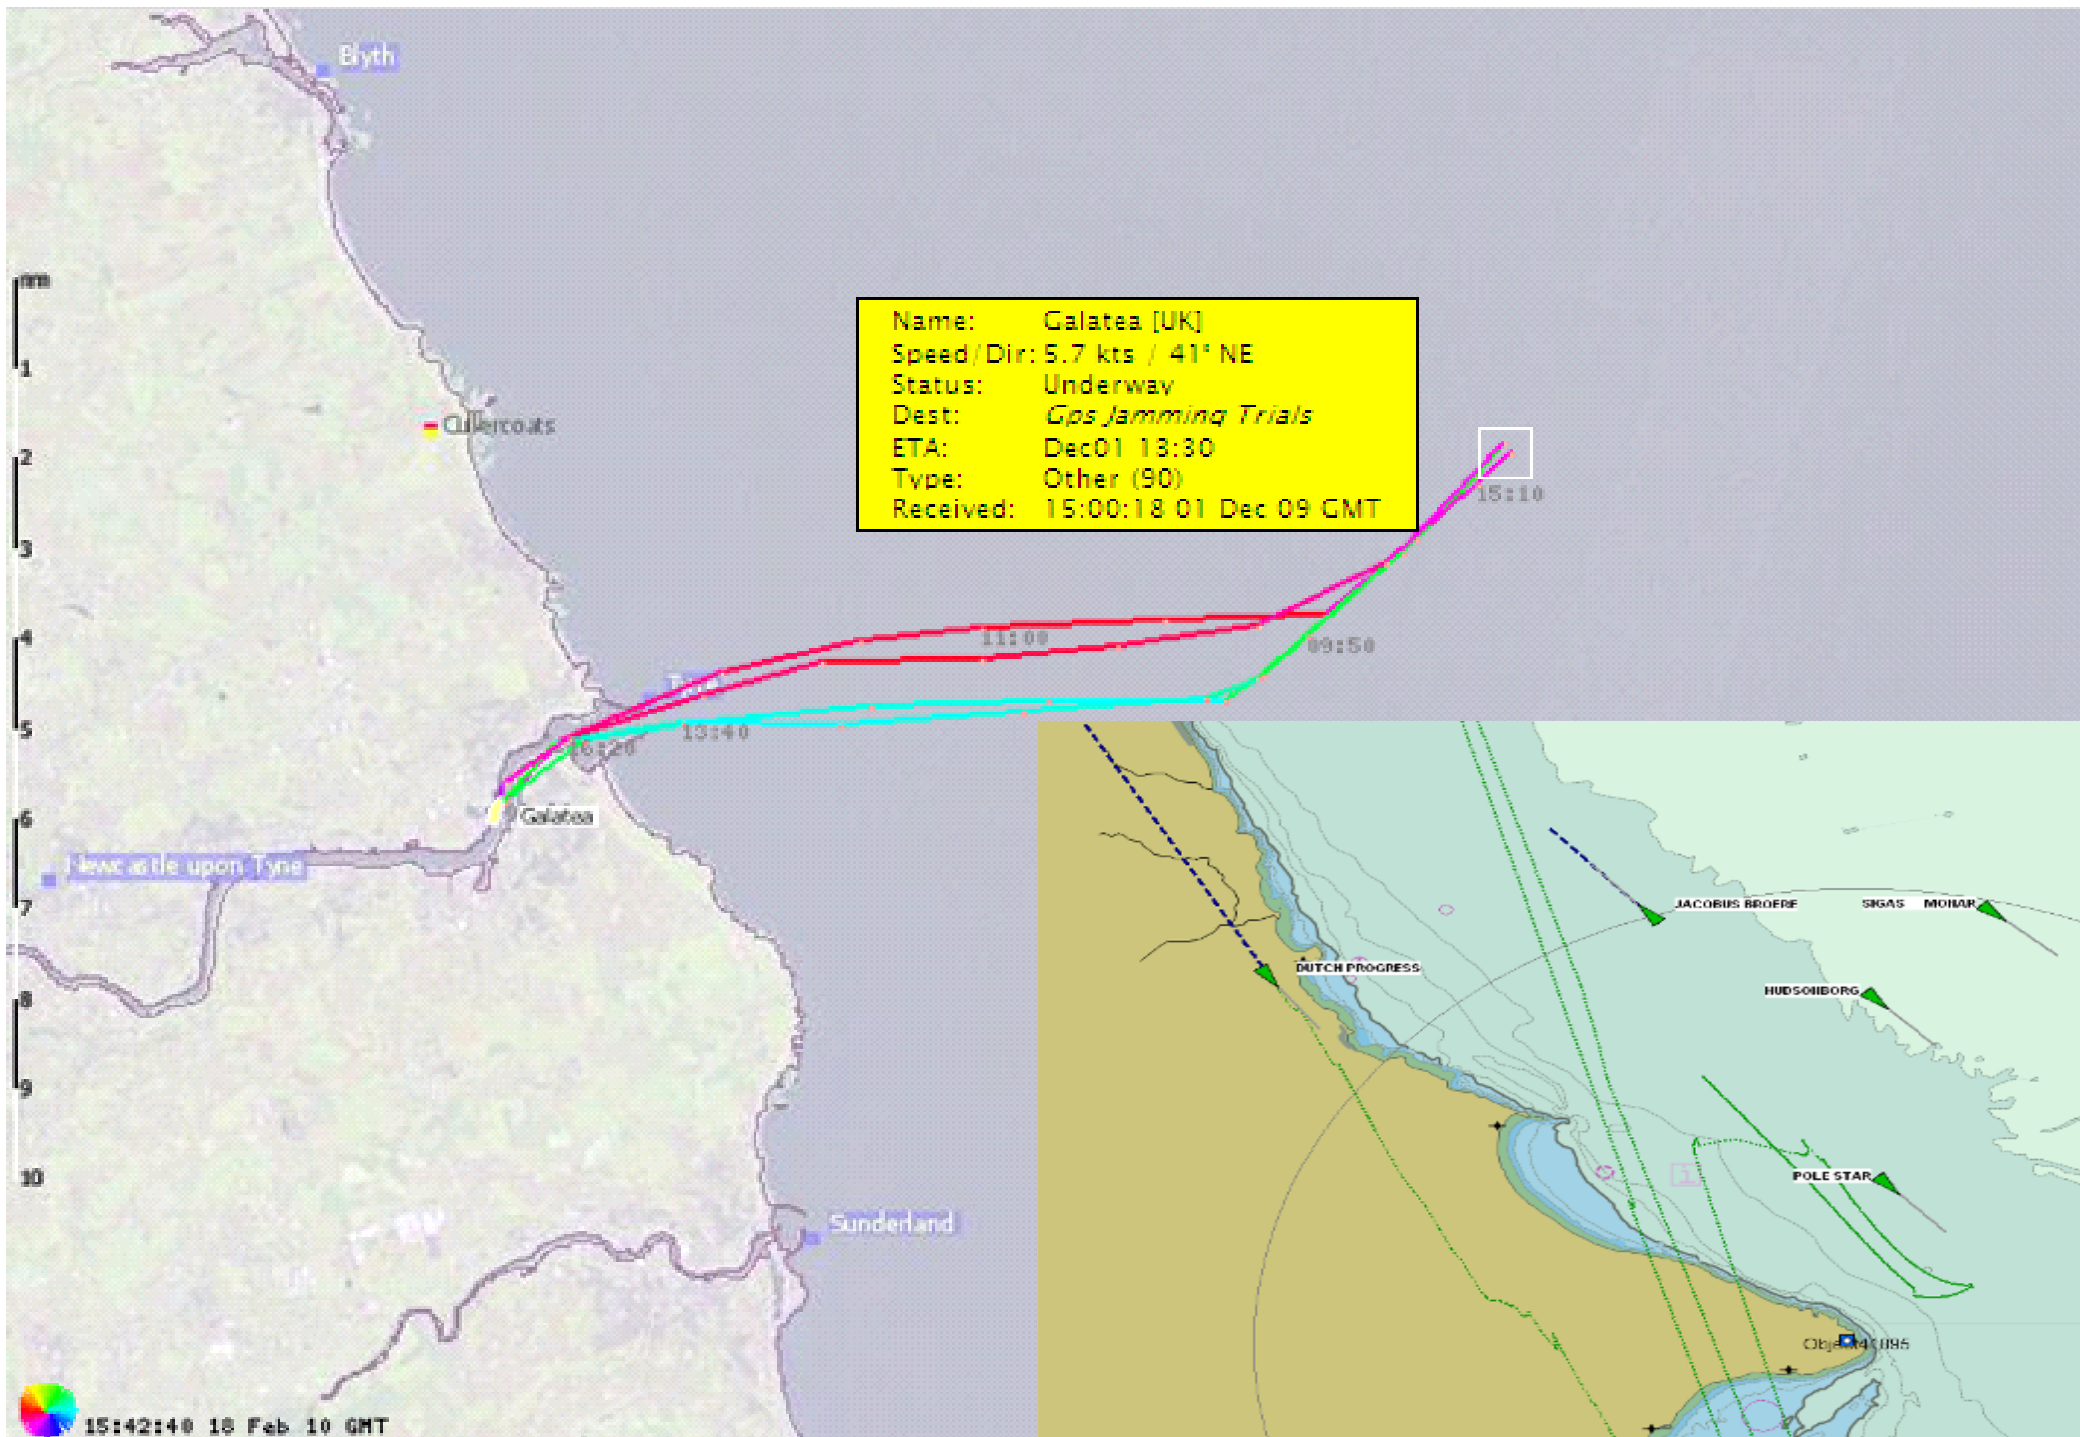 Blyth
nm
Name: Galatea [UK]
Speed/Dir: 5.7 kts / 41° NE
Status: Underway
Dest: Gps Jamming Trials
ETA: Dec01 13:30
Type: Other (90)
Received: 15:00:18 01 Dec 09 GMT
1
Cullercoats
2
15:10
3
4
11:00
09:50
5
13:40
16:20
6
Galatea
Newcastle upon Tyne
7
JACOBUS BROERE
SIGAS MOHAR
DUTCH PROGRESS
HUDSONBORG
8
9
10
POLE STAR
Sunderland
15:42:40 18 Feb 10 GMT